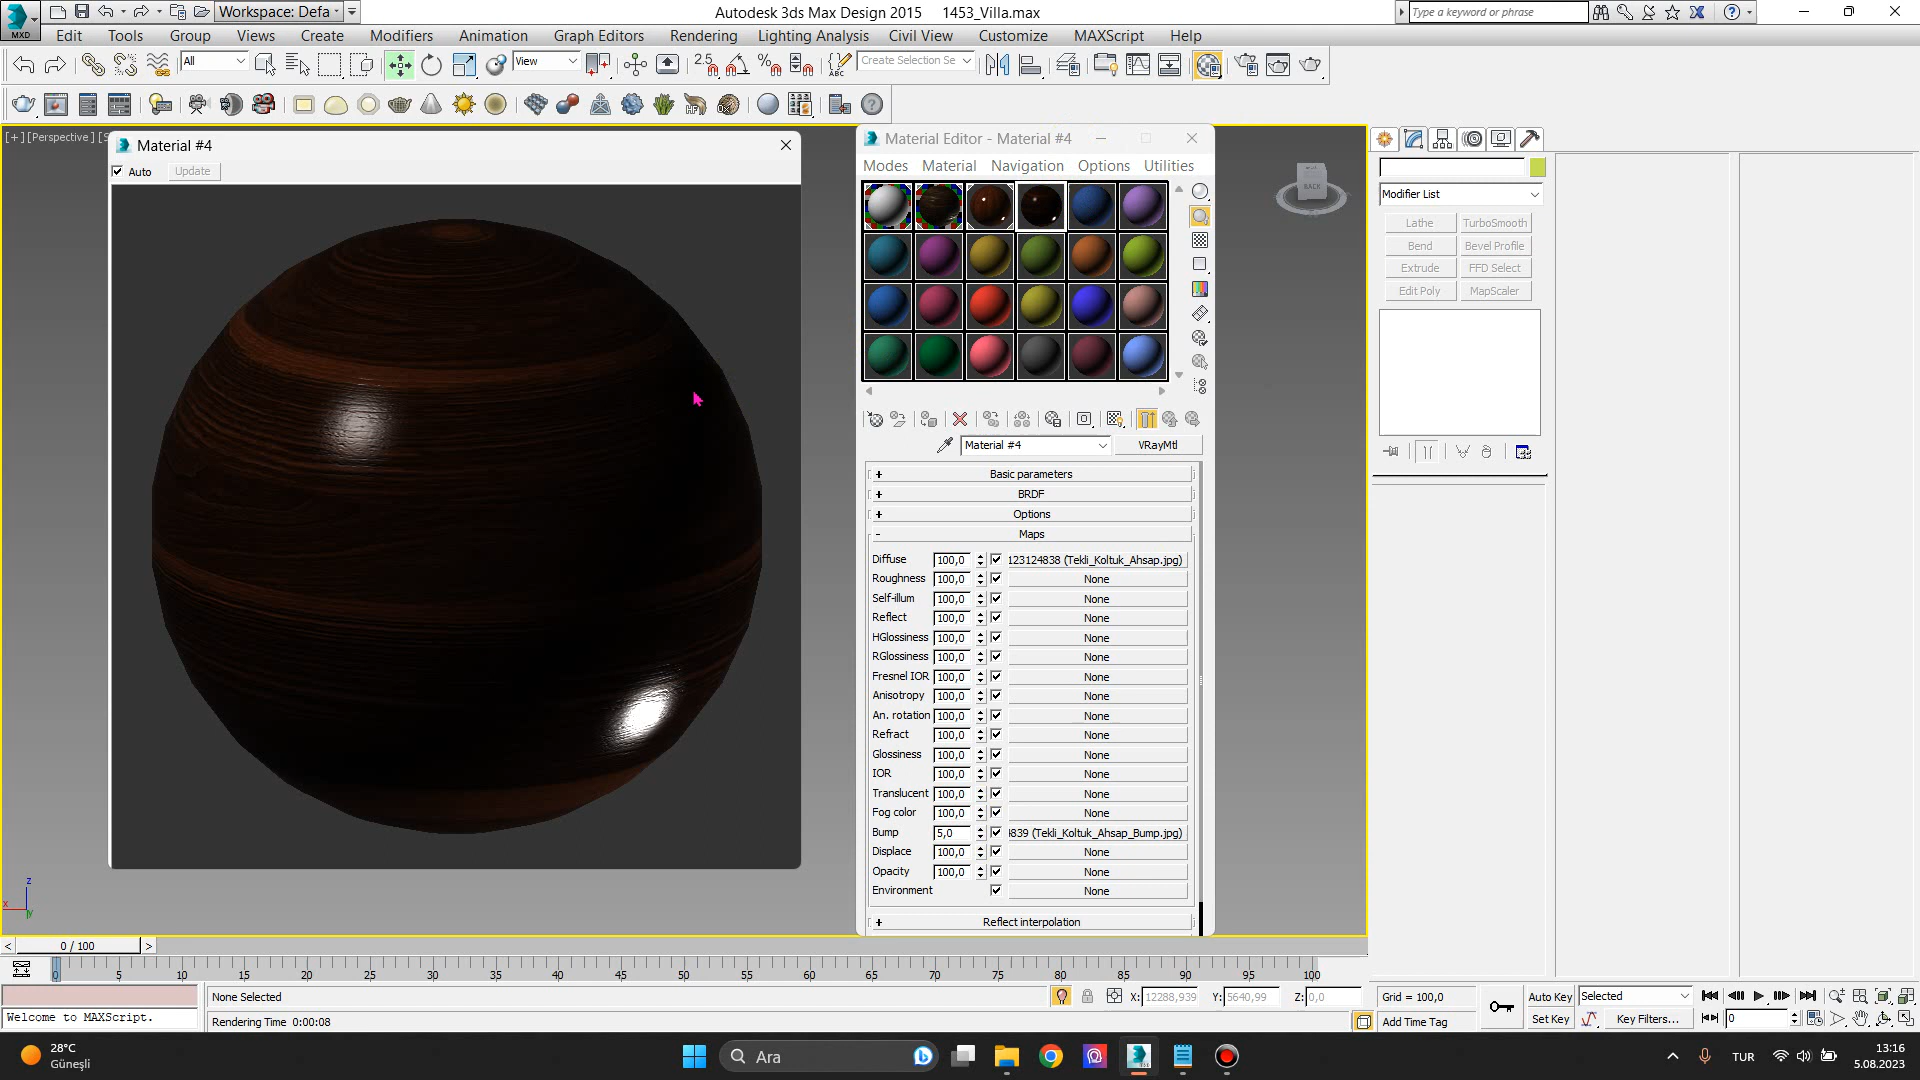 Workspace: Defa
Autodesk 3ds Max Design 2015 1453_Villa.max
Type a keyword or phrase
MXD
Edit Tools Group Views Create Modifiers Animation Graph Editors Rendering Lighting Analysis Civil View Customize MAXScript Help
All View 2.5 ABC Create Selection Se
[+] [Perspective] [S
Material #4
Auto Update
Material Editor - Material #4
Modes Material Navigation Options Utilities
Material #4 VRayMtl
+ Basic parameters
+ BRDF
+ Options
- Maps
Diffuse 100,0 123124838 (Tekli_Koltuk_Ahsap.jpg)
Roughness 100,0 None
Self-illum 100,0 None
Reflect 100,0 None
HGlossiness 100,0 None
RGlossiness 100,0 None
Fresnel IOR 100,0 None
Anisotropy 100,0 None
An. rotation 100,0 None
Refract 100,0 None
Glossiness 100,0 None
IOR 100,0 None
Translucent 100,0 None
Fog color 100,0 None
Bump 5,0 839 (Tekli_Koltuk_Ahsap_Bump.jpg)
Displace 100,0 None
Opacity 100,0 None
Environment None
+ Reflect interpolation
BACK
Modifier List
Lathe TurboSmooth
Bend Bevel Profile
Extrude FFD Select
Edit Poly MapScaler
z
x
y
< 0 / 100 >
0 5 10 15 20 25 30 35 40 45 50 55 60 65 70 75 80 85 90 95 100
None Selected X: 12288,939 Y: 5640,99 Z: 0,0 Grid = 100,0 Auto Key Selected
Welcome to MAXScript. Rendering Time 0:00:08 Add Time Tag Set Key Key Filters... 0
28°C
Güneşli
Ara
TUR
13:16
5.08.2023